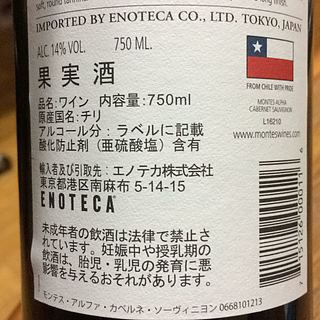 IMPORTED BY ENOTECA CO., LTD. TOKYO, JAPAN
ALC. 14% VOL. 750 ML.
果実酒
FROM CHILE WITH PRIDE
MONTES ALPHA
CABERNET SAUVIGNON
L16210
www.monteswines.com
品名:ワイン 内容量:750ml
原産国名:チリ
アルコール分:ラベルに記載
酸化防止剤(亜硫酸塩)含有
輸入者及び引取先:エノテカ株式会社
東京都港区南麻布 5-14-15
ENOTECA
未成年者の飲酒は法律で禁止さ
れています。妊娠中や授乳期の
飲酒は、胎児・乳児の発育に悪
影響を与えるおそれがあります。
モンテス・アルファ・カベルネ・ソーヴィニヨン 0668101213